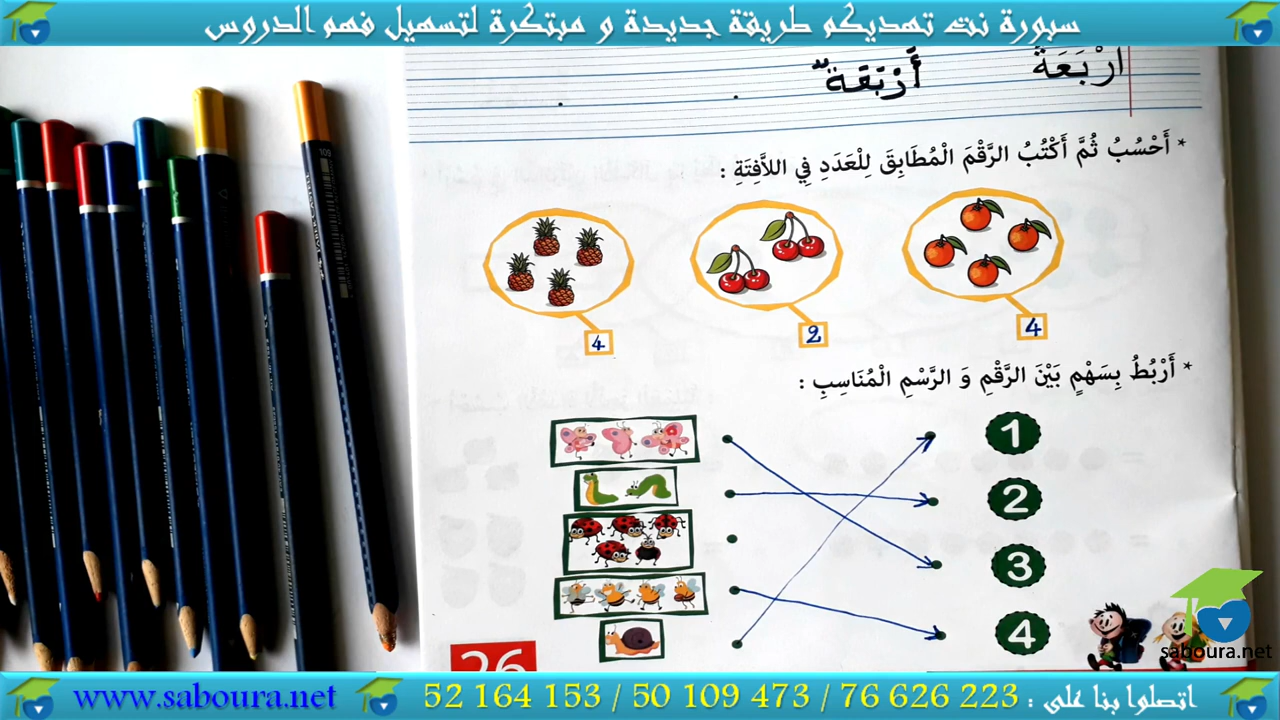 سبورة نت تهديكم طريقة جديدة و مبتكرة لتسهيل فهم الدروس
أَرْبَعَةٌ أَرْبَعَةٌ
* أَحْسُبُ ثُمَّ أَكْتُبُ الرَّقْمَ الْمُطَابِقَ لِلْعَدَدِ فِي اللاَّفِتَةِ :
4 2 4
* أَرْبُطُ بِسَهْمٍ بَيْنَ الرَّقْمِ وَ الرَّسْمِ الْمُنَاسِبِ :
1
2
3
4
26
saboura.net
اتصلوا بنا على : 223 626 76 / 473 109 50 / 153 164 52
www.saboura.net